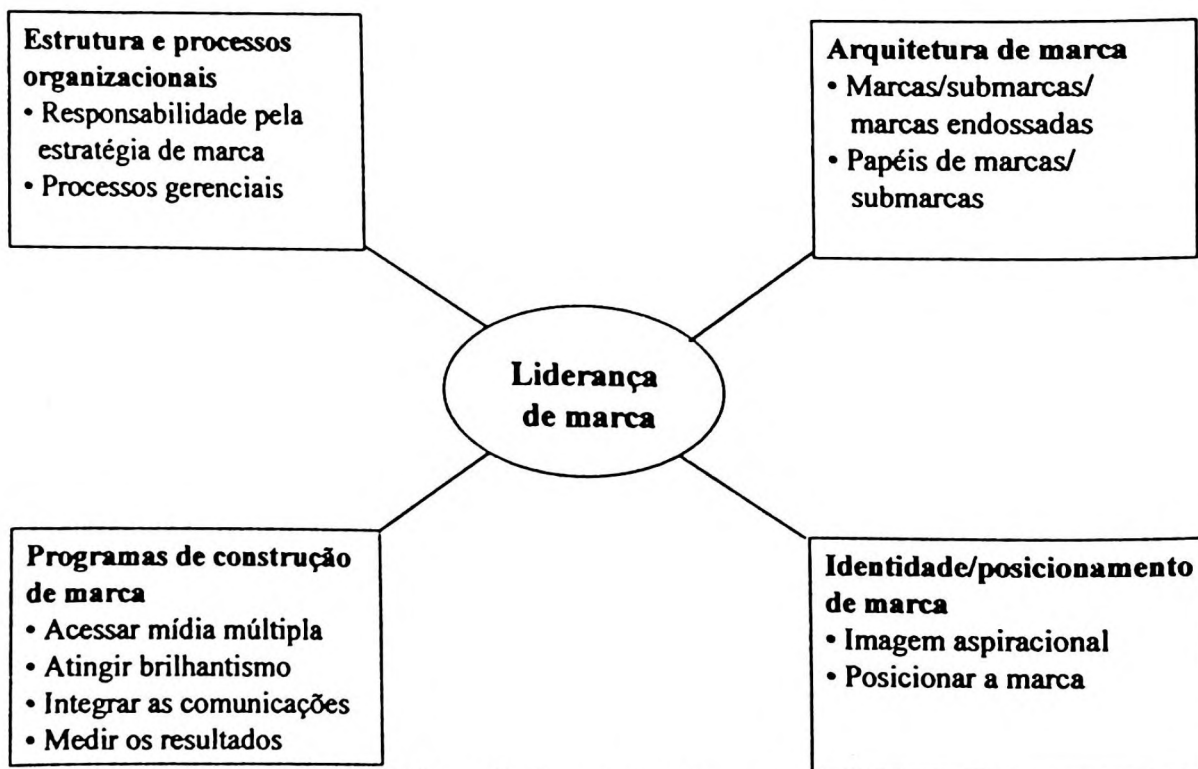 Estrutura e processos
organizacionais
• Responsabilidade pela
estratégia de marca
• Processos gerenciais
Arquitetura de marca
• Marcas/submarcas/
marcas endossadas
• Papéis de marcas/
submarcas
Liderança
de marca
Programas de construção
de marca
• Acessar mídia múltipla
• Atingir brilhantismo
• Integrar as comunicações
• Medir os resultados
Identidade/posicionamento
de marca
• Imagem aspiracional
• Posicionar a marca